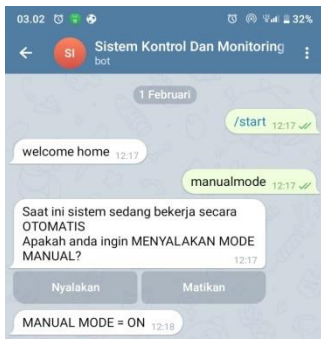 03.02 32%
SI Sistem Kontrol Dan Monitoring
bot
1 Februari
/start 12:17
welcome home 12:17
manualmode 12:17
Saat ini sistem sedang bekerja secara
OTOMATIS
Apakah anda ingin MENYALAKAN MODE
MANUAL?
12:17
Nyalakan Matikan
MANUAL MODE = ON 12:18